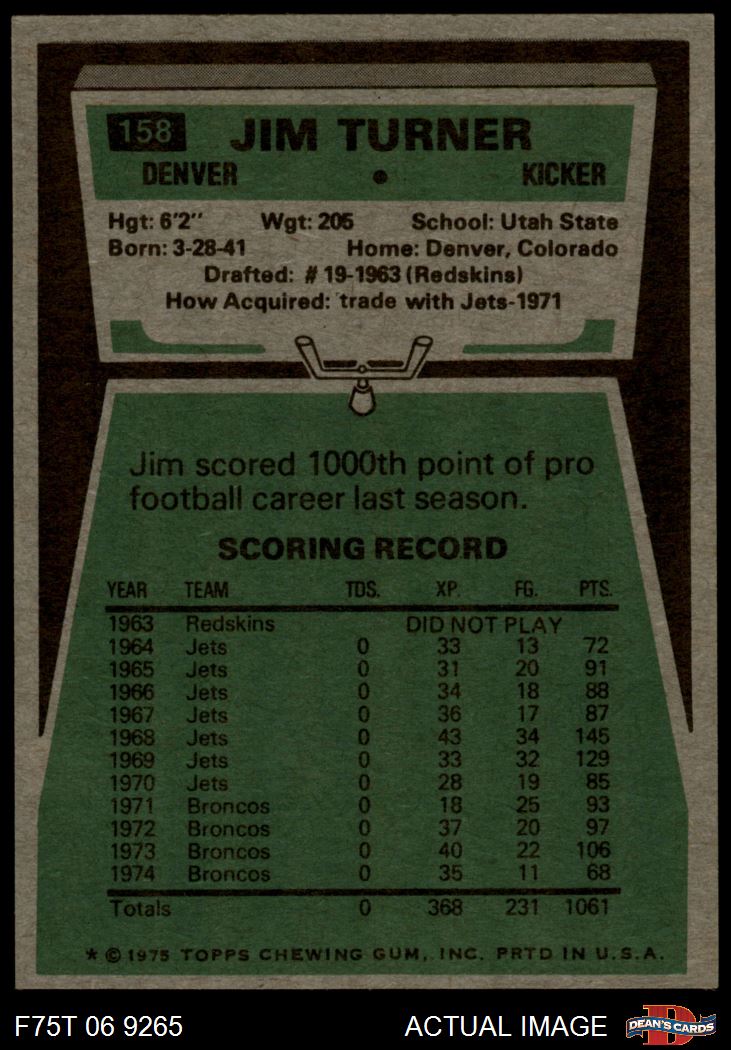 158 JIM TURNER
DENVER • KICKER
Hgt: 6'2" Wgt: 205 School: Utah State
Born: 3-28-41 Home: Denver, Colorado
Drafted: #19-1963 (Redskins)
How Acquired: trade with Jets-1971
Jim scored 1000th point of pro
football career last season.
SCORING RECORD
YEAR TEAM TDS. XP. FG. PTS.
1963 Redskins DID NOT PLAY
1964 Jets 0 33 13 72
1965 Jets 0 31 20 91
1966 Jets 0 34 18 88
1967 Jets 0 36 17 87
1968 Jets 0 43 34 145
1969 Jets 0 33 32 129
1970 Jets 0 28 19 85
1971 Broncos 0 18 25 93
1972 Broncos 0 37 20 97
1973 Broncos 0 40 22 106
1974 Broncos 0 35 11 68
Totals 0 368 231 1061
* © 1975 TOPPS CHEWING GUM, INC. PRTD IN U.S.A.
F75T 06 9265 ACTUAL IMAGE D DEAN'S CARDS